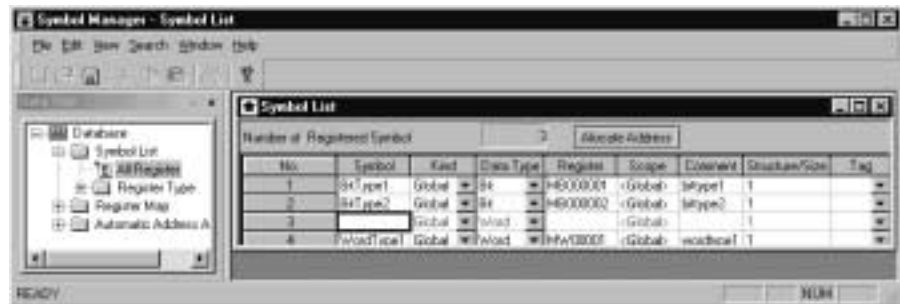 Symbol Manager - Symbol List
File Edit View Search Window Help
Database
Symbol List
All Register
Register Type
Register Map
Automatic Address A
Symbol List
Number of Registered Symbol 3 Allocate Address
No. Symbol Kind Data Type Register Scope Comment Structure/Size Tag
1 BitType1 Global Bit MB000001 <Global> bittype1 1
2 BitType2 Global Bit MB000002 <Global> bittype2 1
3 Global Word <Global> 1
4 WordType1 Global Word MW00001 <Global> wordtype1 1
READY NUM